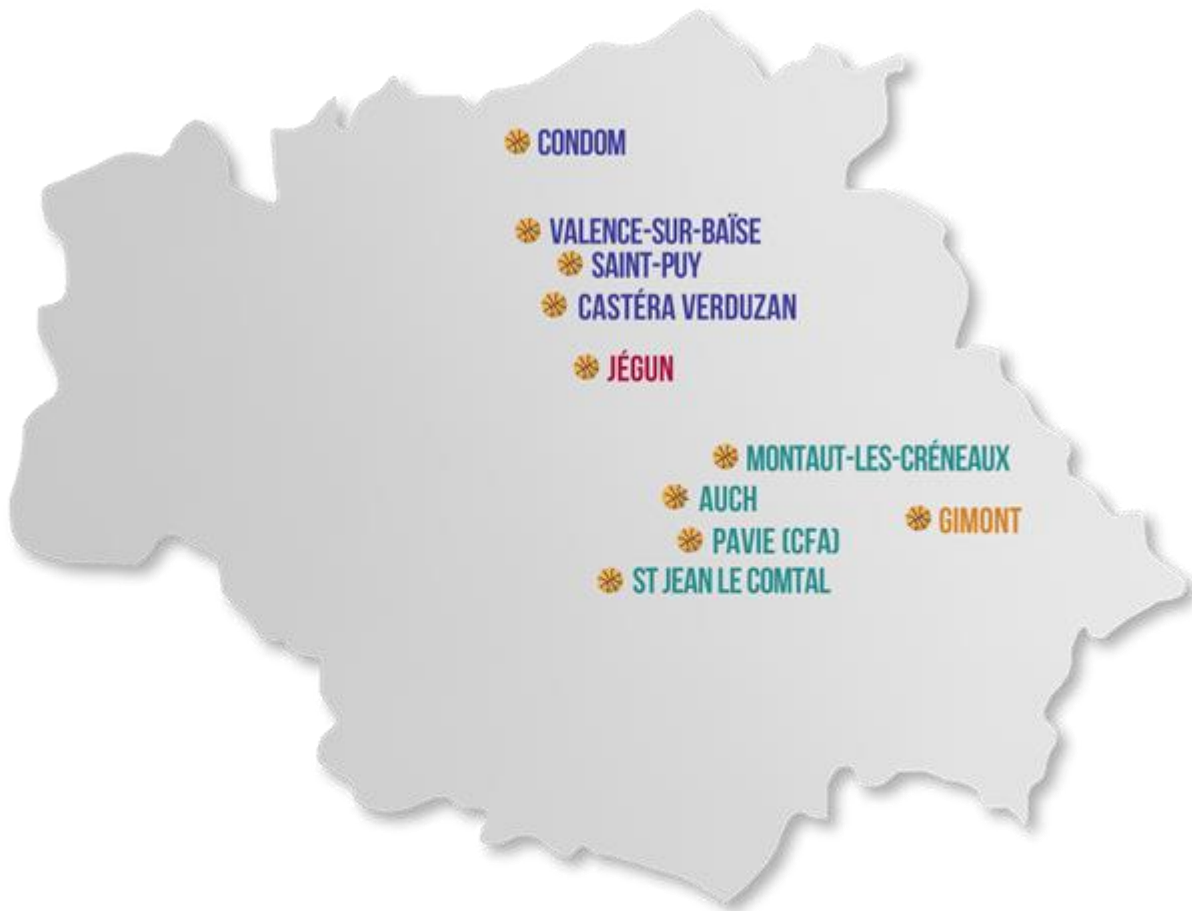 CONDOM
VALENCE-SUR-BAÏSE
SAINT-PUY
CASTÉRA VERDUZAN
JÉGUN
MONTAUT-LES-CRÉNEAUX
AUCH
GIMONT
PAVIE (CFA)
ST JEAN LE COMTAL